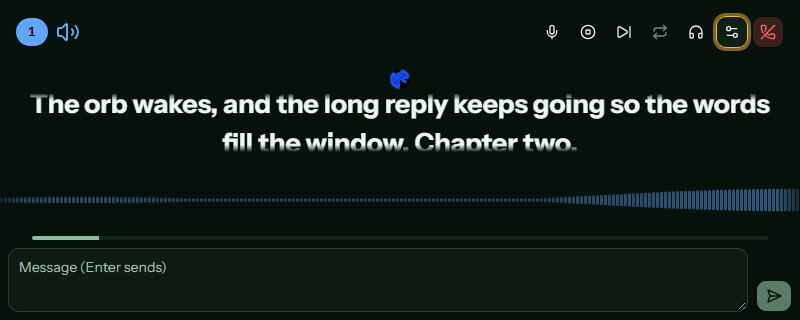 1
The orb wakes, and the long reply keeps going so the words
fill the window. Chapter two.
Message (Enter sends)